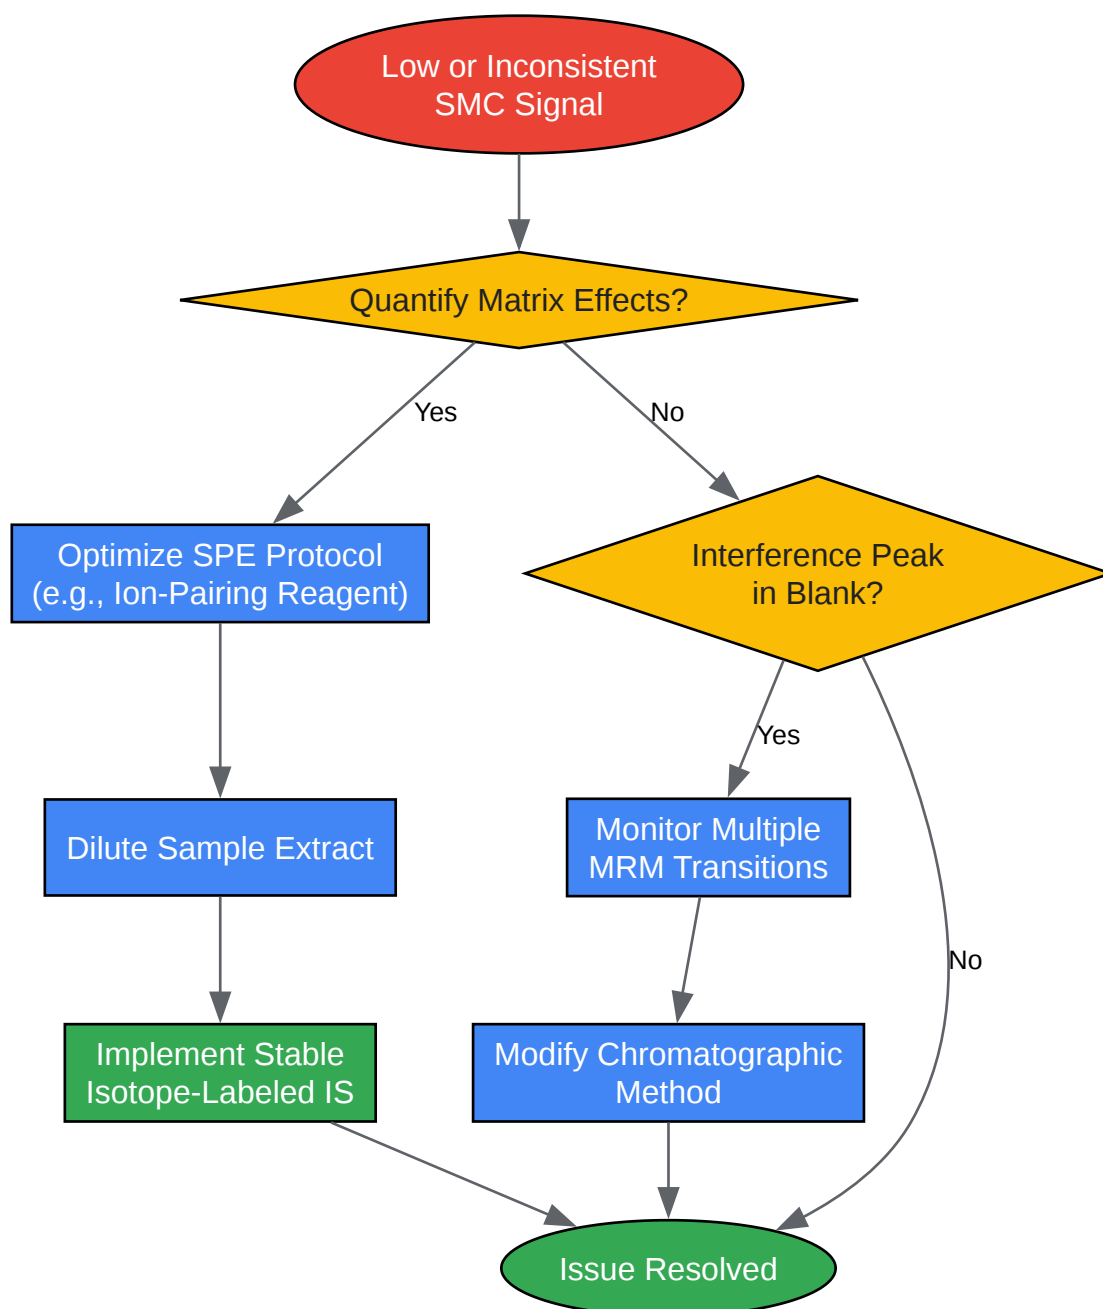 Low or Inconsistent
SMC Signal
Quantify Matrix Effects?
Yes
No
Optimize SPE Protocol
(e.g., Ion-Pairing Reagent)
Interference Peak
in Blank?
Yes
Dilute Sample Extract
Monitor Multiple
MRM Transitions
No
Implement Stable
Isotope-Labeled IS
Modify Chromatographic
Method
Issue Resolved